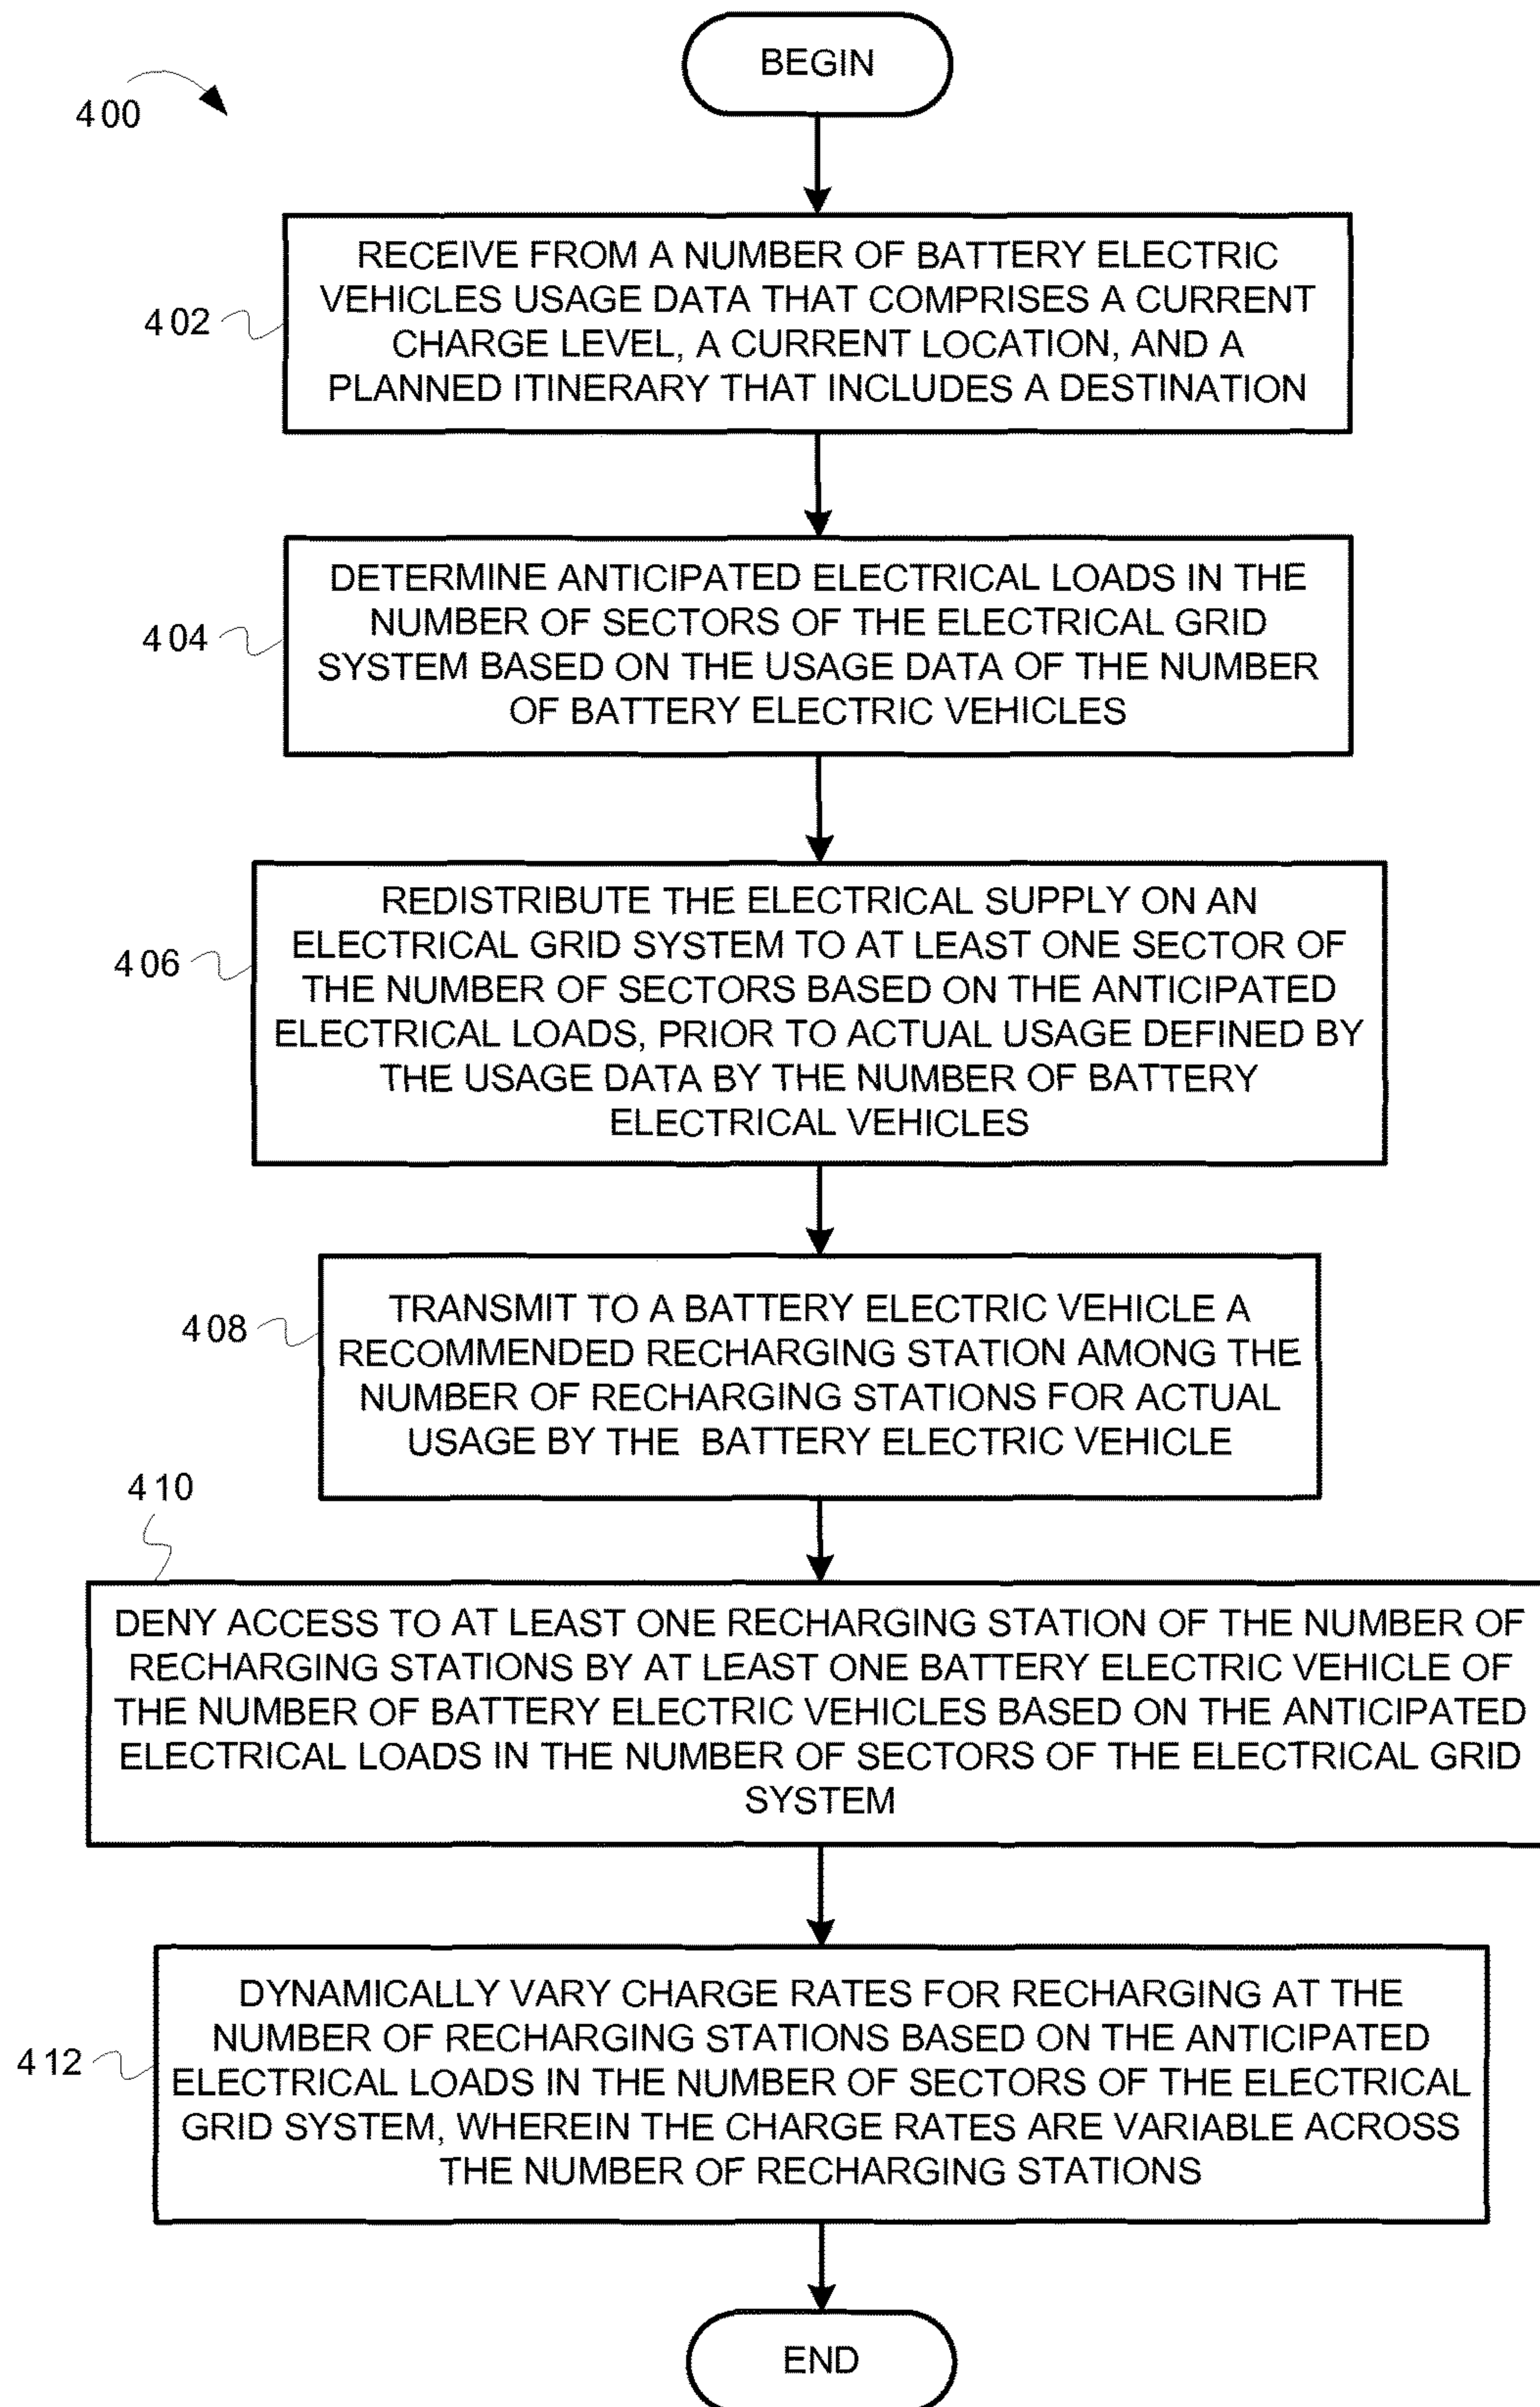 BEGIN
400
RECEIVE FROM A NUMBER OF BATTERY ELECTRIC
VEHICLES USAGE DATA THAT COMPRISES A CURRENT
CHARGE LEVEL, A CURRENT LOCATION, AND A
PLANNED ITINERARY THAT INCLUDES A DESTINATION
402
DETERMINE ANTICIPATED ELECTRICAL LOADS IN THE
NUMBER OF SECTORS OF THE ELECTRICAL GRID
SYSTEM BASED ON THE USAGE DATA OF THE NUMBER
OF BATTERY ELECTRIC VEHICLES
404
REDISTRIBUTE THE ELECTRICAL SUPPLY ON AN
ELECTRICAL GRID SYSTEM TO AT LEAST ONE SECTOR OF
THE NUMBER OF SECTORS BASED ON THE ANTICIPATED
ELECTRICAL LOADS, PRIOR TO ACTUAL USAGE DEFINED BY
THE USAGE DATA BY THE NUMBER OF BATTERY
ELECTRICAL VEHICLES
406
TRANSMIT TO A BATTERY ELECTRIC VEHICLE A
RECOMMENDED RECHARGING STATION AMONG THE
NUMBER OF RECHARGING STATIONS FOR ACTUAL
USAGE BY THE BATTERY ELECTRIC VEHICLE
408
410
DENY ACCESS TO AT LEAST ONE RECHARGING STATION OF THE NUMBER OF
RECHARGING STATIONS BY AT LEAST ONE BATTERY ELECTRIC VEHICLE OF
THE NUMBER OF BATTERY ELECTRIC VEHICLES BASED ON THE ANTICIPATED
ELECTRICAL LOADS IN THE NUMBER OF SECTORS OF THE ELECTRICAL GRID
SYSTEM
DYNAMICALLY VARY CHARGE RATES FOR RECHARGING AT THE
NUMBER OF RECHARGING STATIONS BASED ON THE ANTICIPATED
ELECTRICAL LOADS IN THE NUMBER OF SECTORS OF THE ELECTRICAL
GRID SYSTEM, WHEREIN THE CHARGE RATES ARE VARIABLE ACROSS
THE NUMBER OF RECHARGING STATIONS
412
END